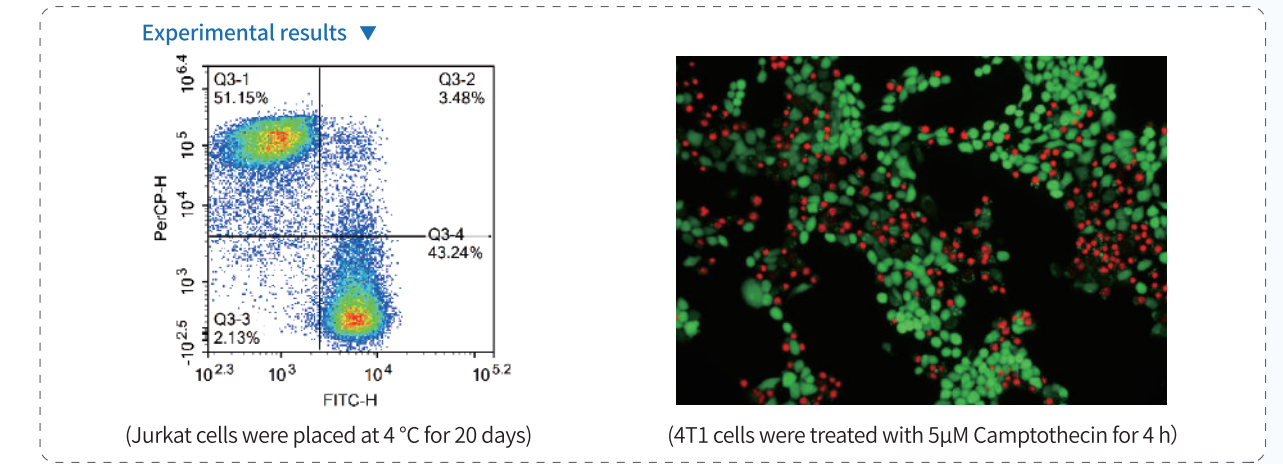 Experimental results ▼
10^6.4
10^5
10^4
10^3
-10^2.5
PerCP-H
Q3-1
51.15%
Q3-2
3.48%
Q3-4
43.24%
Q3-3
2.13%
10^2.3 10^3 10^4 10^5.2
FITC-H
(Jurkat cells were placed at 4 °C for 20 days)
(4T1 cells were treated with 5μM Camptothecin for 4 h)